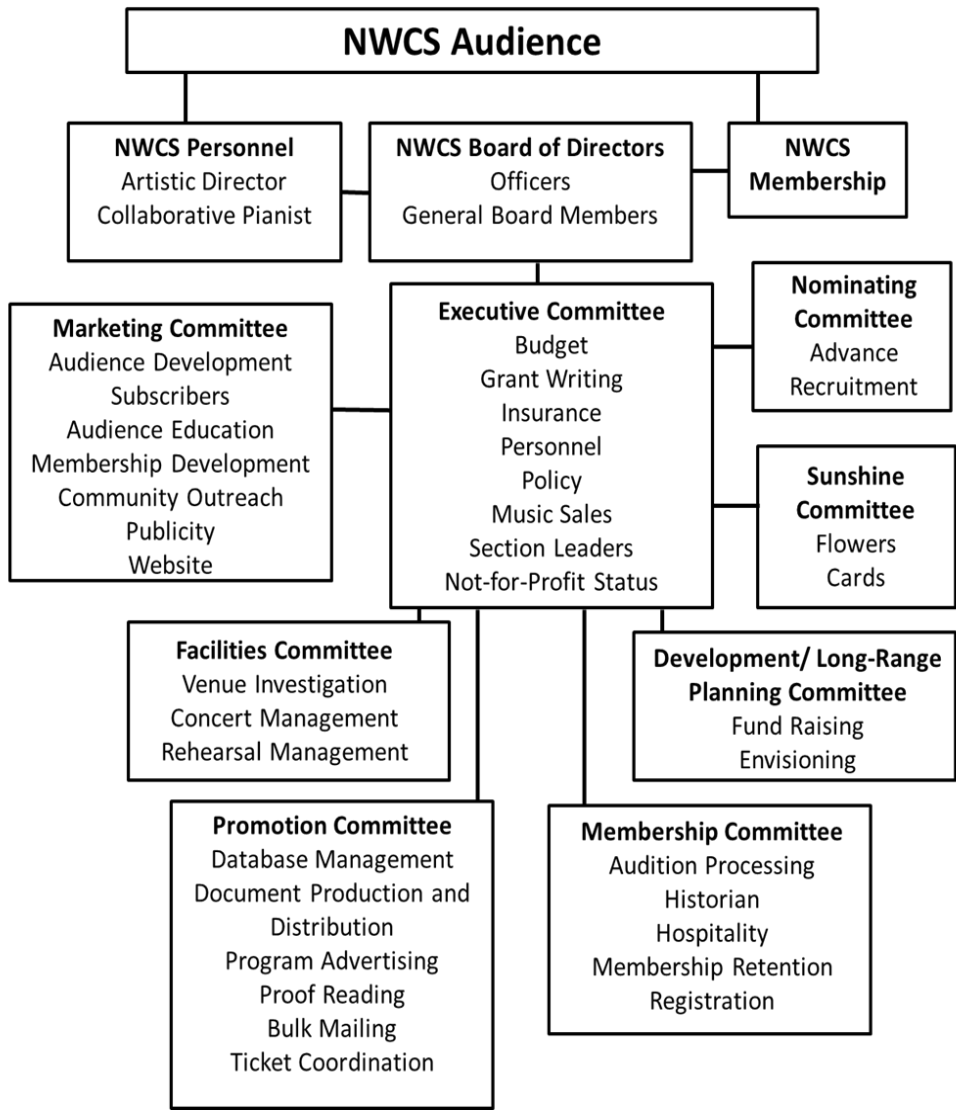 NWCS Audience
NWCS Personnel
Artistic Director
Collaborative Pianist
NWCS Board of Directors
Officers
General Board Members
NWCS
Membership
Marketing Committee
Audience Development
Subscribers
Audience Education
Membership Development
Community Outreach
Publicity
Website
Executive Committee
Budget
Grant Writing
Insurance
Personnel
Policy
Music Sales
Section Leaders
Not-for-Profit Status
Nominating
Committee
Advance
Recruitment
Sunshine
Committee
Flowers
Cards
Facilities Committee
Venue Investigation
Concert Management
Rehearsal Management
Development/ Long-Range
Planning Committee
Fund Raising
Envisioning
Promotion Committee
Database Management
Document Production and
Distribution
Program Advertising
Proof Reading
Bulk Mailing
Ticket Coordination
Membership Committee
Audition Processing
Historian
Hospitality
Membership Retention
Registration